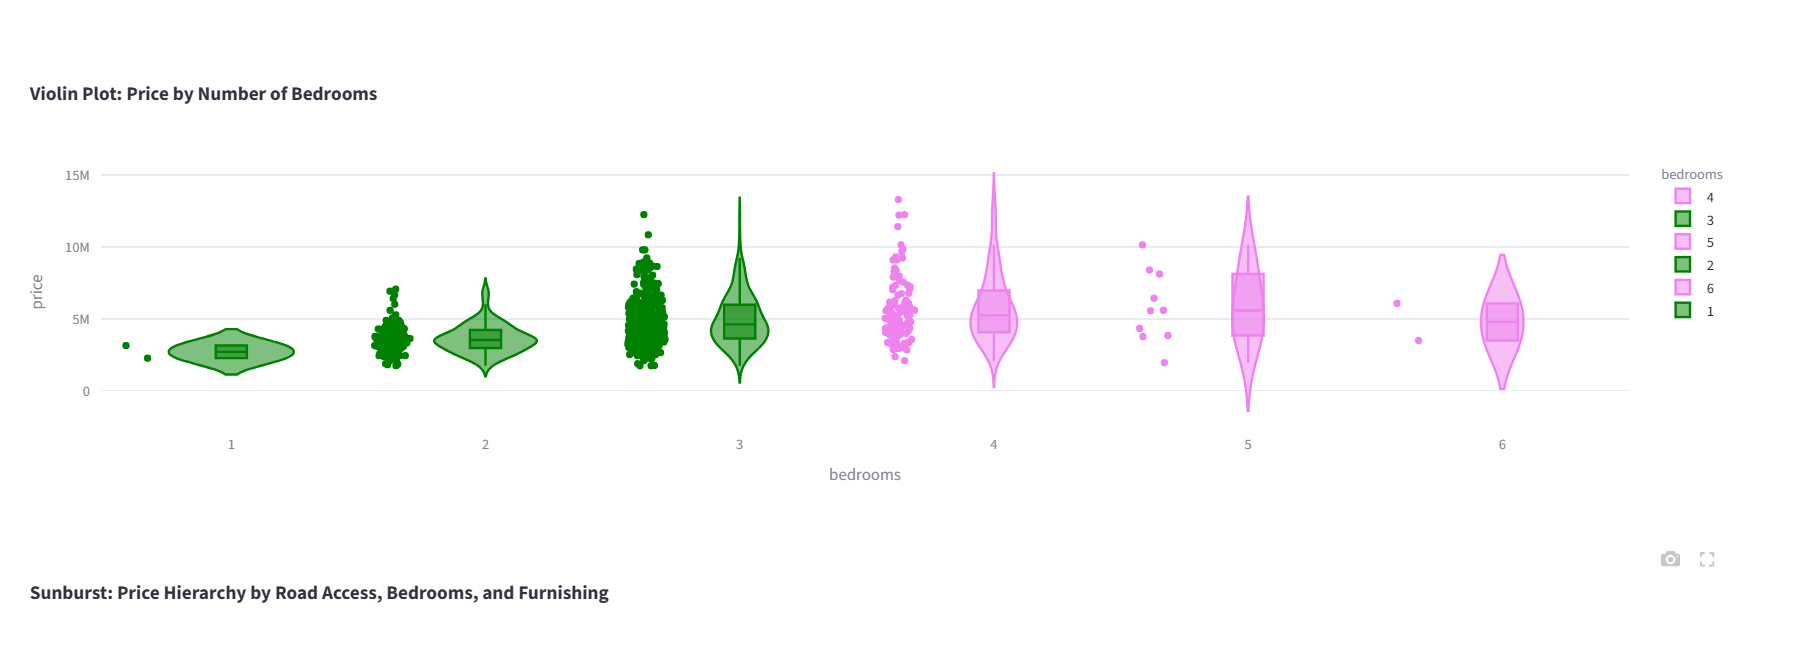 Violin Plot: Price by Number of Bedrooms
15M
10M
5M
0
price
1 2 3 4 5 6
bedrooms
bedrooms
4
3
5
2
6
1
Sunburst: Price Hierarchy by Road Access, Bedrooms, and Furnishing